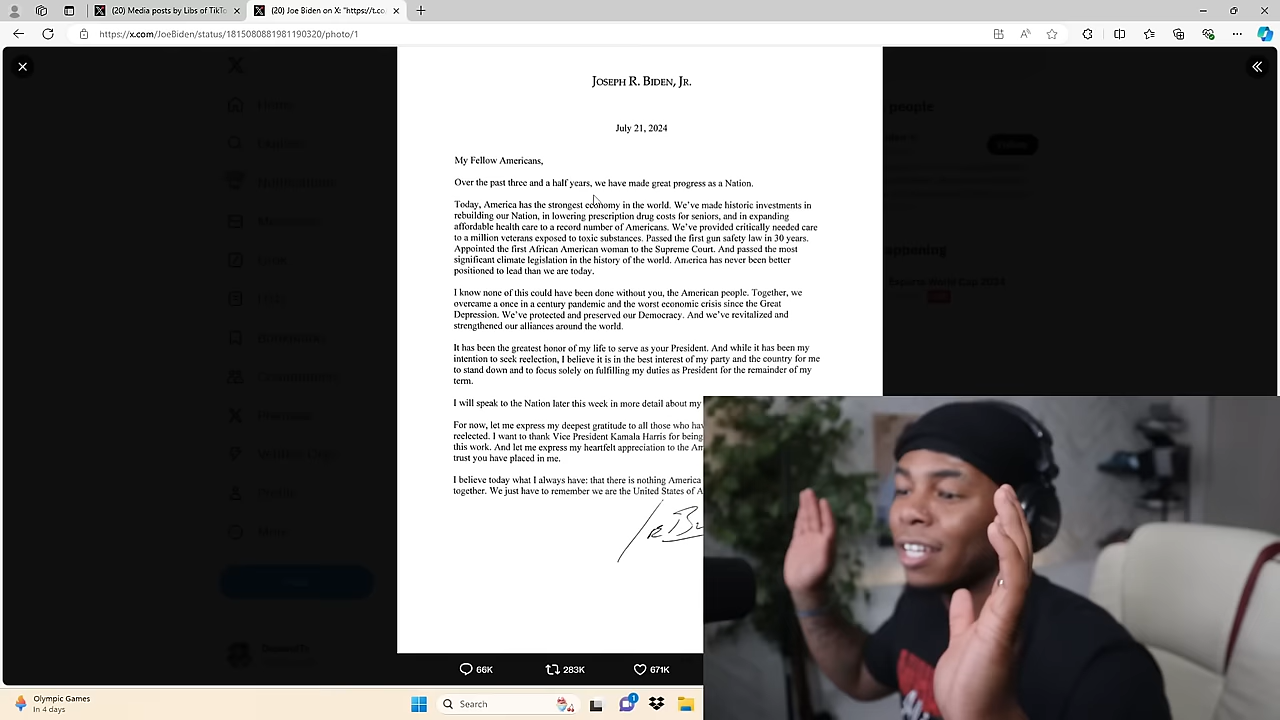 (20) Media posts by Libs of TikTo
(20) Joe Biden on X: "https://t.co
https://x.com/JoeBiden/status/1815080881981190320/photo/1
JOSEPH R. BIDEN, JR.
July 21, 2024
My Fellow Americans,
Over the past three and a half years, we have made great progress as a Nation.
Today, America has the strongest economy in the world. We've made historic investments in
rebuilding our Nation, in lowering prescription drug costs for seniors, and in expanding
affordable health care to a record number of Americans. We've provided critically needed care
to a million veterans exposed to toxic substances. Passed the first gun safety law in 30 years.
Appointed the first African American woman to the Supreme Court. And passed the most
significant climate legislation in the history of the world. America has never been better
positioned to lead than we are today.
I know none of this could have been done without you, the American people. Together, we
overcame a once in a century pandemic and the worst economic crisis since the Great
Depression. We've protected and preserved our Democracy. And we've revitalized and
strengthened our alliances around the world.
It has been the greatest honor of my life to serve as your President. And while it has been my
intention to seek reelection, I believe it is in the best interest of my party and the country for me
to stand down and to focus solely on fulfilling my duties as President for the remainder of my
term.
I will speak to the Nation later this week in more detail about my
For now, let me express my deepest gratitude to all those who hav
reelected. I want to thank Vice President Kamala Harris for being
this work. And let me express my heartfelt appreciation to the Am
trust you have placed in me.
I believe today what I always have: that there is nothing America
together. We just have to remember we are the United States of A
66K
283K
671K
people
Home
Explore
Notifications
Premium
Profile
More
Olympic Games
In 4 days
Search
1